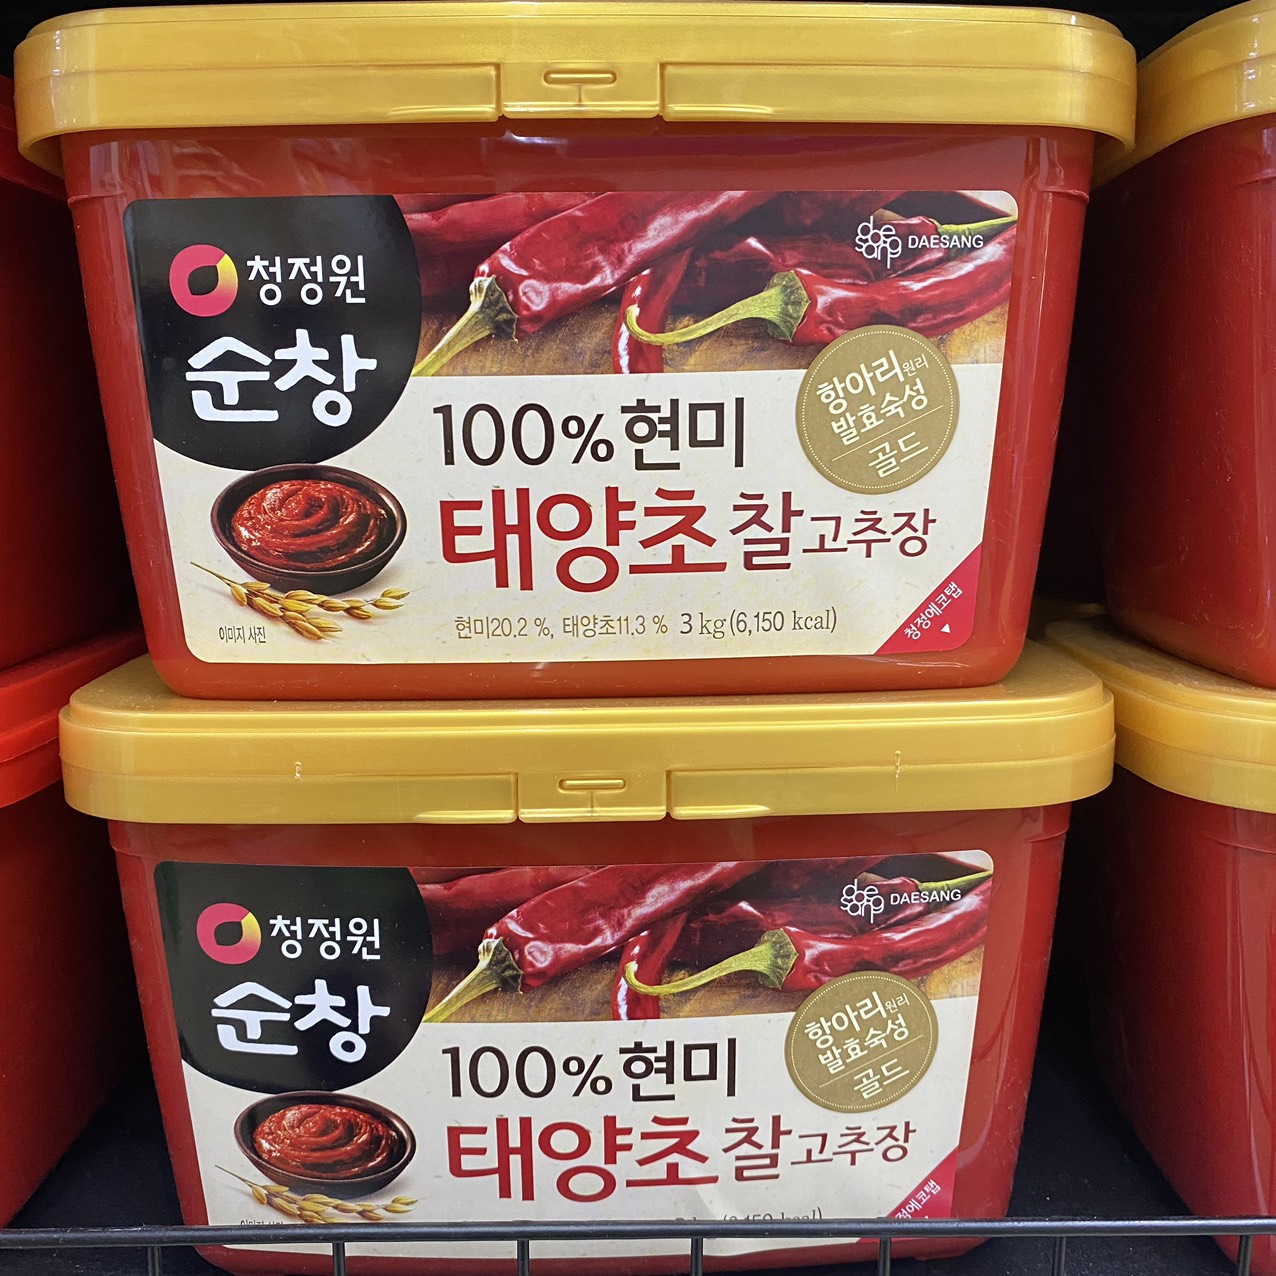 청정원
순창
dae
sang DAESANG
항아리원리
발효숙성
골드
100%현미
태양초찰고추장
현미20.2 %, 태양초11.3 % 3 kg(6,150 kcal)
이미지 사진
청정에코탭
청정원
순창
dae
sang DAESANG
항아리원리
발효숙성
골드
100%현미
태양초찰고추장